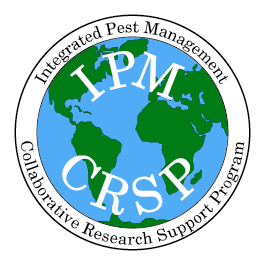 Integrated Pest Management
IPM
CRSP
Collaborative Research Support Program